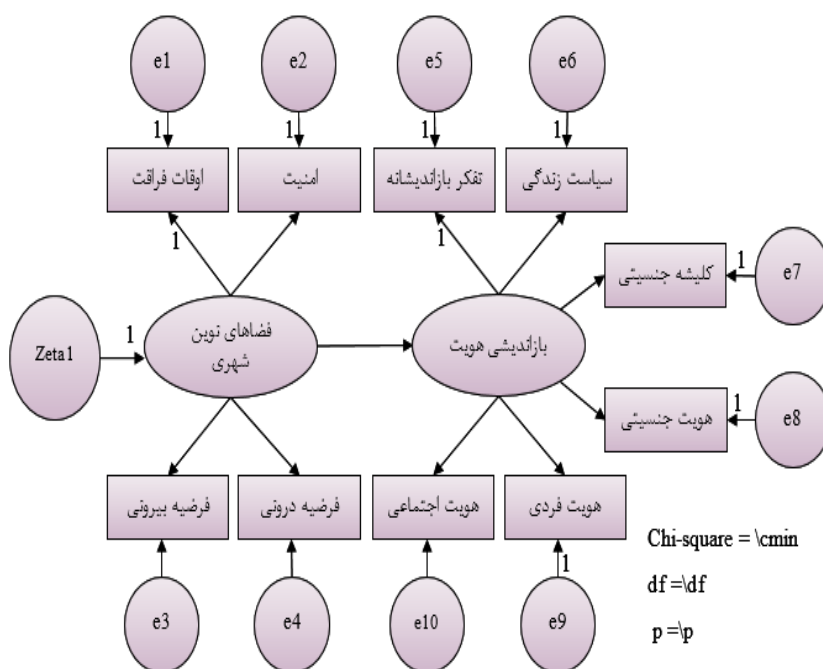 e1
e2
e5
e6
1
1
1
1
اوقات فراقت
امنیت
تفکر بازاندیشانه
سیاست زندگی
1
1
کلیشه جنسیتی
1
e7
Zeta1
1
فضاهای نوین
شهری
بازاندیشی هویت
هویت جنسیتی
1
e8
فرضیه بیرونی
فرضیه درونی
هویت اجتماعی
هویت فردی
1
e3
e4
e10
e9
Chi-square = \cmin
df =\df
p =\p